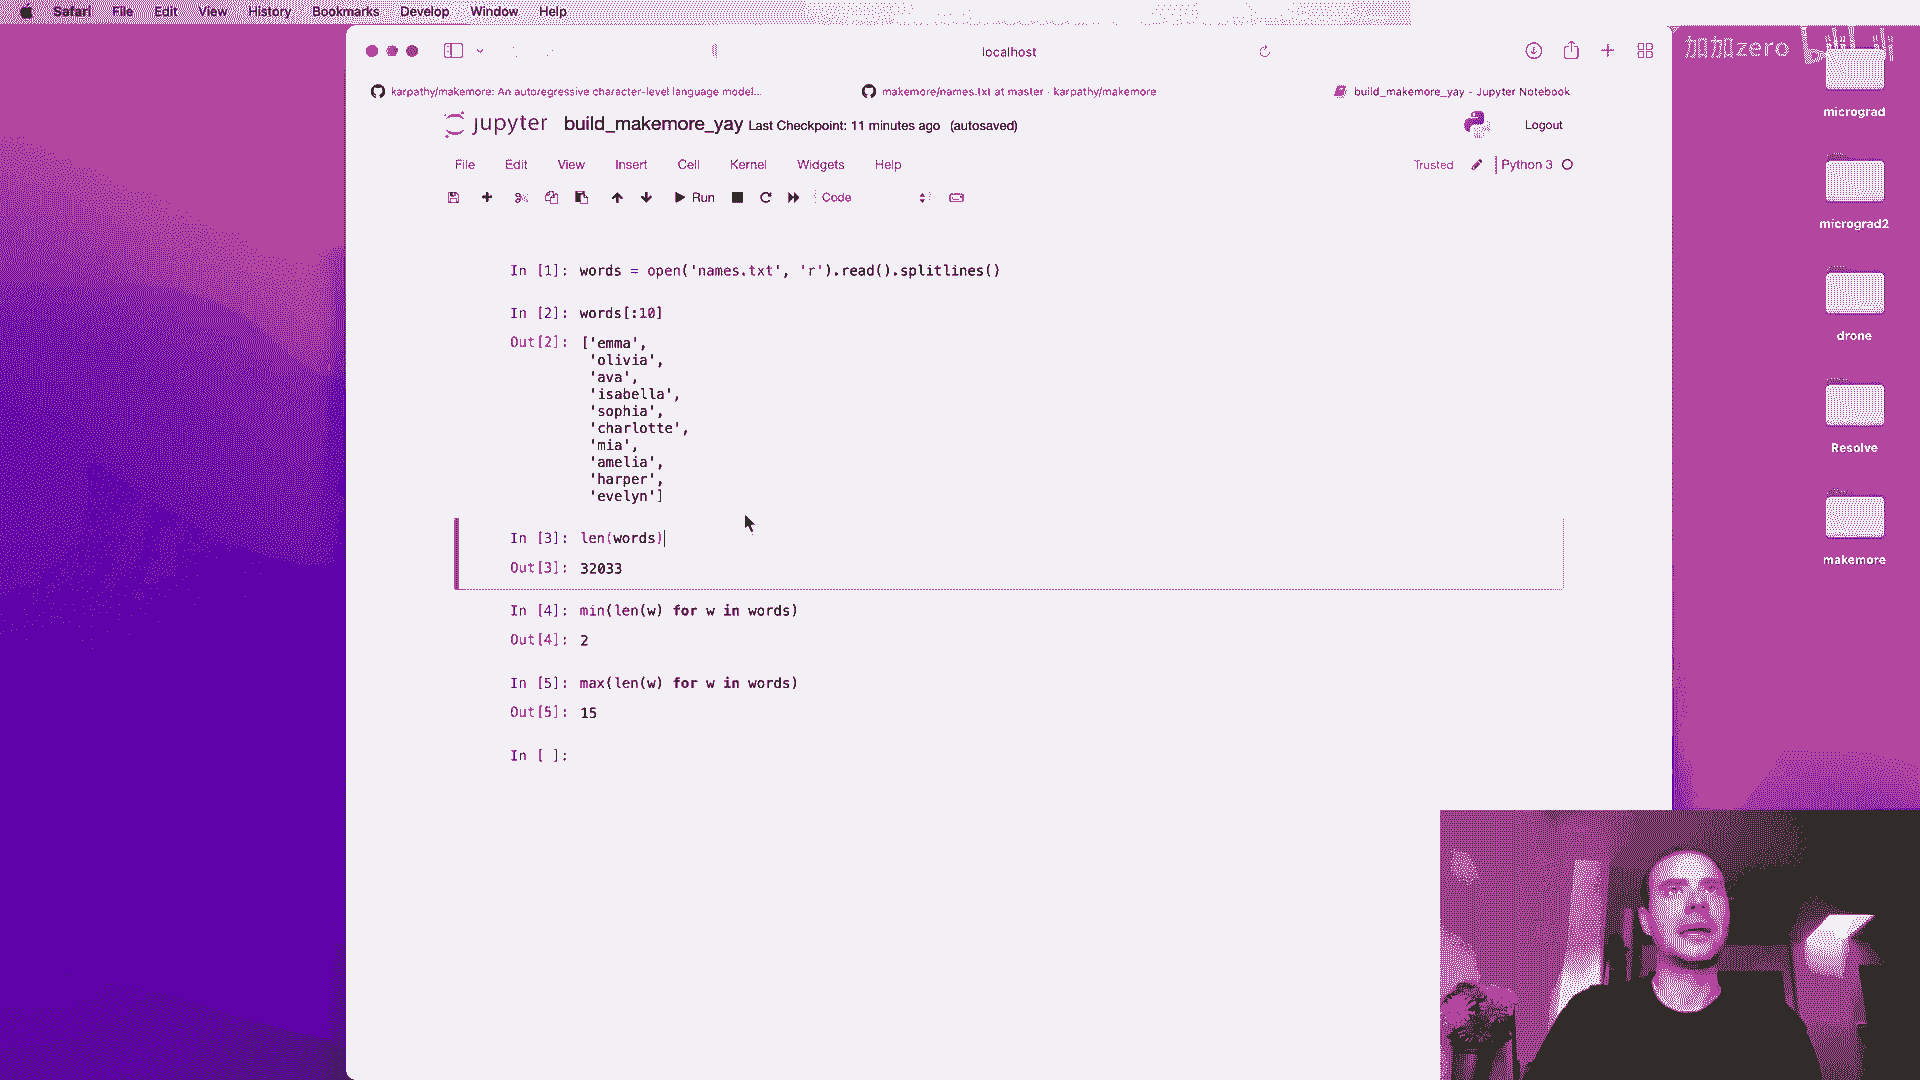 Safari File Edit View History Bookmarks Develop Window Help
localhost
加加zero
karpathy/makemore: An autoregressive character-level language model...
makemore/names.txt at master · karpathy/makemore
build_makemore_yay - Jupyter Notebook
jupyter build_makemore_yay Last Checkpoint: 11 minutes ago (autosaved)
Logout
File Edit View Insert Cell Kernel Widgets Help
Trusted
Python 3
Run
Code
In [1]: words = open('names.txt', 'r').read().splitlines()
In [2]: words[:10]
Out[2]: ['emma',
'olivia',
'ava',
'isabella',
'sophia',
'charlotte',
'mia',
'amelia',
'harper',
'evelyn']
In [3]: len(words)
Out[3]: 32033
In [4]: min(len(w) for w in words)
Out[4]: 2
In [5]: max(len(w) for w in words)
Out[5]: 15
In [ ]:
micrograd
micrograd2
drone
Resolve
makemore